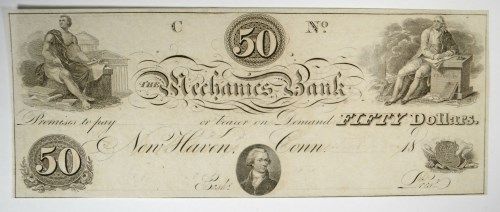 C 50 Nº
THE Mechanics Bank
Promises to pay or bearer on Demand FIFTY Dollars.
New Haven, Conn. 18
50
Cash.r Pres.t